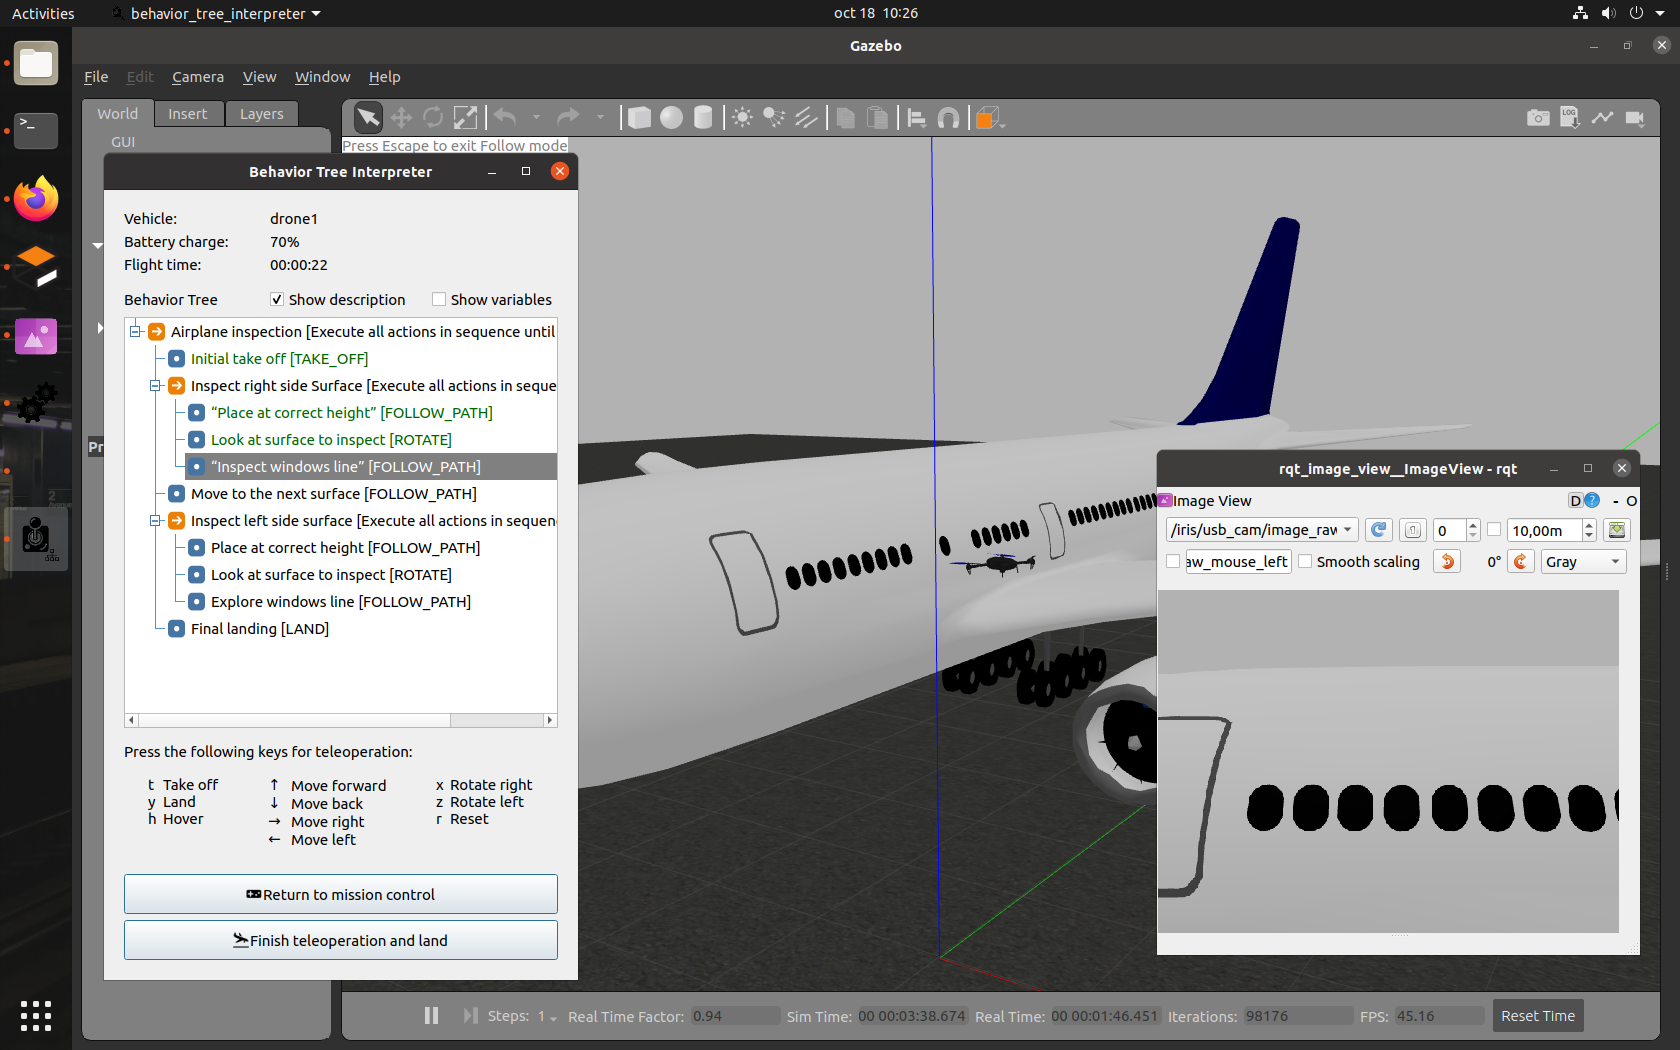 Activities
behavior_tree_interpreter
oct 18 10:26
Gazebo
File Edit Camera View Window Help
World Insert Layers
GUI
Press Escape to exit Follow mode
Behavior Tree Interpreter
Vehicle: drone1
Battery charge: 70%
Flight time: 00:00:22
Behavior Tree Show description Show variables
Airplane inspection [Execute all actions in sequence until
Initial take off [TAKE_OFF]
Inspect right side Surface [Execute all actions in seque
“Place at correct height” [FOLLOW_PATH]
Look at surface to inspect [ROTATE]
“Inspect windows line” [FOLLOW_PATH]
Move to the next surface [FOLLOW_PATH]
Inspect left side surface [Execute all actions in sequen
Place at correct height [FOLLOW_PATH]
Look at surface to inspect [ROTATE]
Explore windows line [FOLLOW_PATH]
Final landing [LAND]
Press the following keys for teleoperation:
t Take off ↑ Move forward x Rotate right
y Land ↓ Move back z Rotate left
h Hover → Move right r Reset
← Move left
Return to mission control
Finish teleoperation and land
Pr
LOG
rqt_image_view__ImageView - rqt
Image View D ? - O
/iris/usb_cam/image_raw 0 10,00m
aw_mouse_left Smooth scaling 0° Gray
Steps: 1 Real Time Factor: 0.94 Sim Time: 00 00:03:38.674 Real Time: 00 00:01:46.451 Iterations: 98176 FPS: 45.16 Reset Time